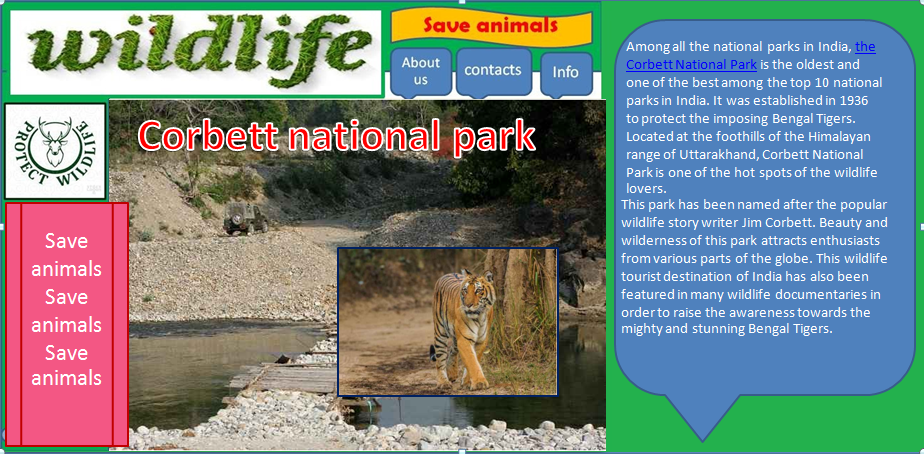 wildlife
Save animals
About
us
contacts
Info
PROTECT WILDLIFE
Corbett national park
Save
animals
Save
animals
Save
animals
Among all the national parks in India, the
Corbett National Park is the oldest and
one of the best among the top 10 national
parks in India. It was established in 1936
to protect the imposing Bengal Tigers.
Located at the foothills of the Himalayan
range of Uttarakhand, Corbett National
Park is one of the hot spots of the wildlife
lovers.
This park has been named after the popular
wildlife story writer Jim Corbett. Beauty and
wilderness of this park attracts enthusiasts
from various parts of the globe. This wildlife
tourist destination of India has also been
featured in many wildlife documentaries in
order to raise the awareness towards the
mighty and stunning Bengal Tigers.